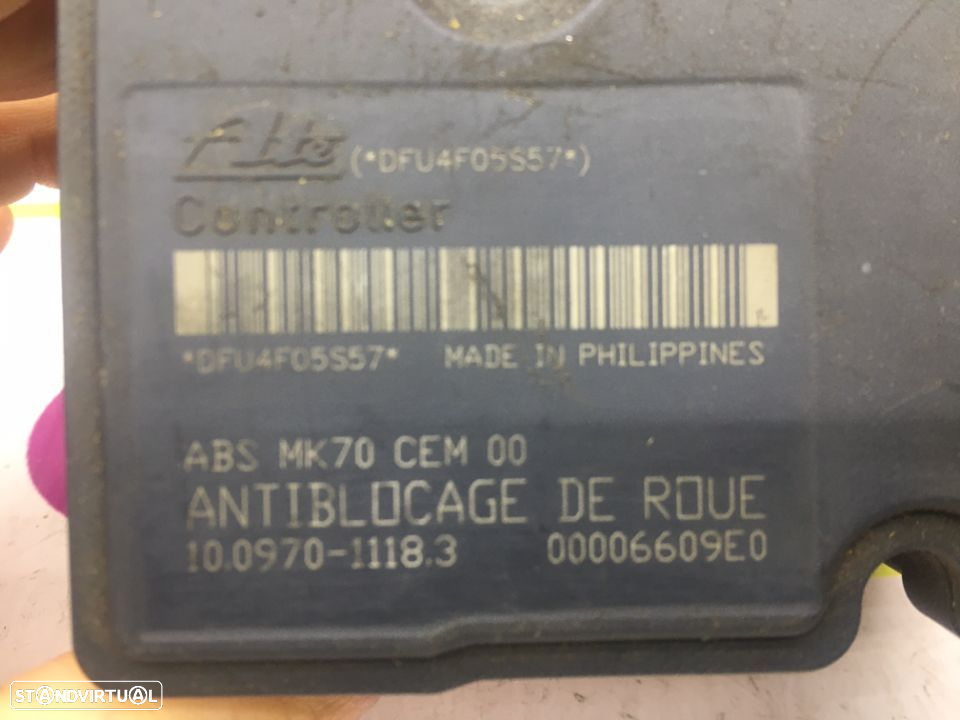 Ate (*DFU4F05S57*)
Controller
*DFU4F05S57* MADE IN PHILIPPINES
ABS MK70 CEM 00
ANTIBLOCAGE DE ROUE
10.0970-1118.3 00006609E0
STANDVIRTUAL